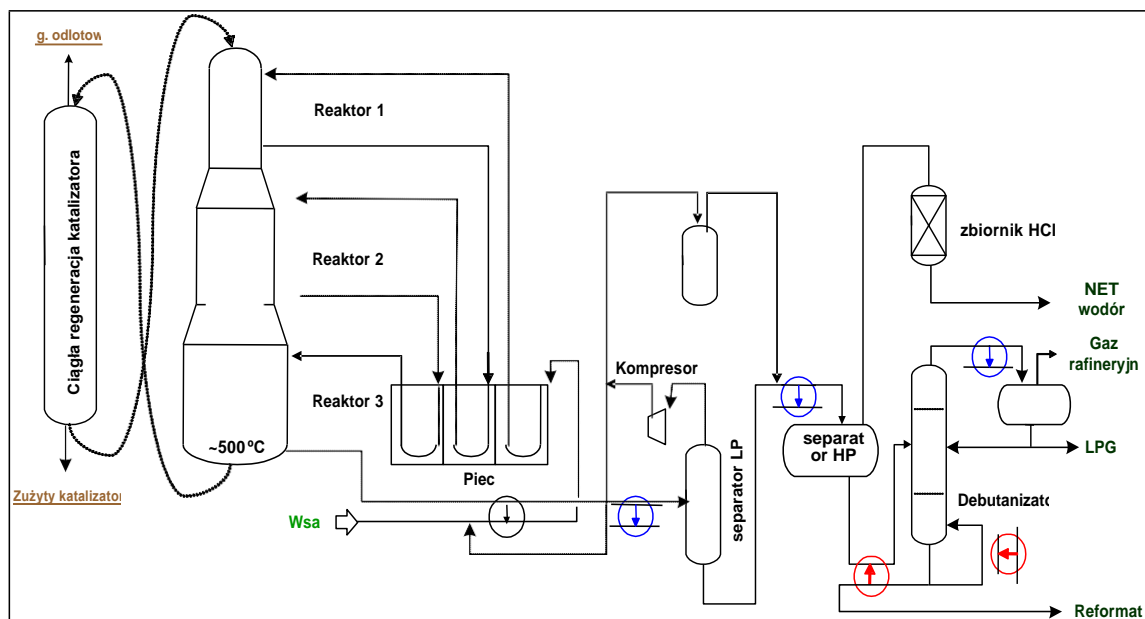 g. odlotow
Ciągła regeneracja katalizatora
Zużyty katalizator
Reaktor 1
Reaktor 2
Reaktor 3
~500 ºC
Piec
Wsa
Kompresor
separator LP
separat
or HP
zbiornik HCl
NET
wodór
Gaz
rafineryjn
LPG
Debutanizato
Reformat